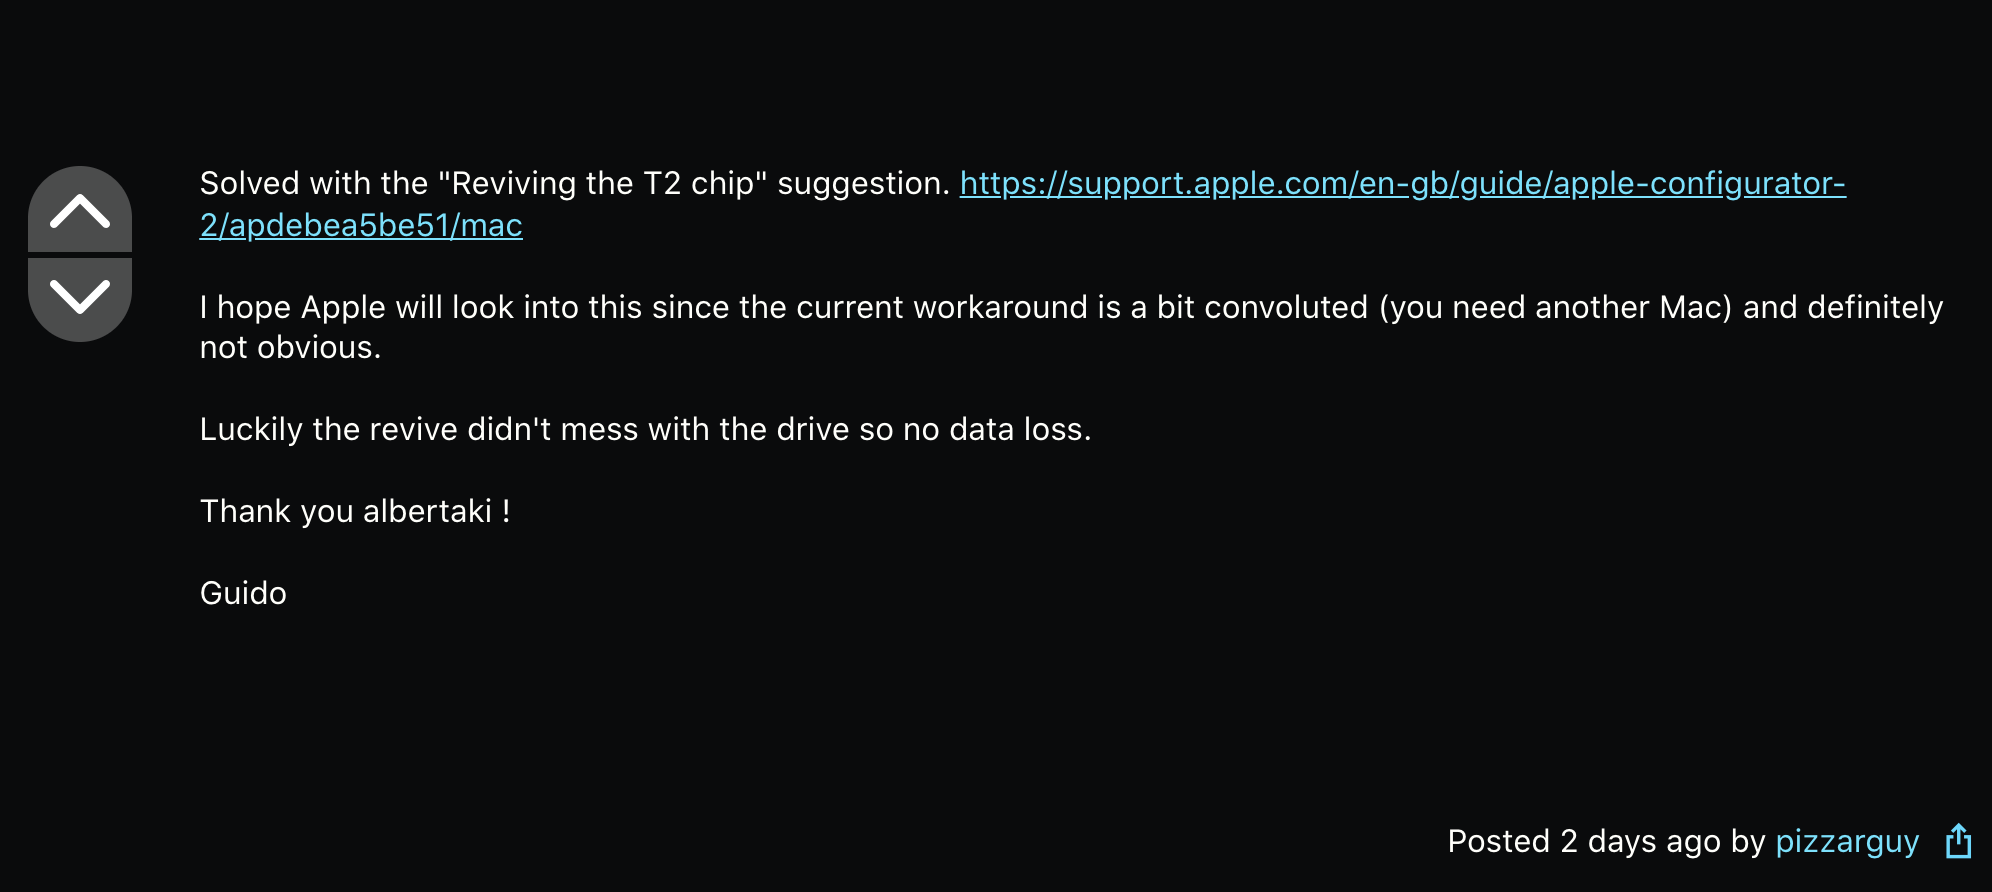 Solved with the "Reviving the T2 chip" suggestion. https://support.apple.com/en-gb/guide/apple-configurator-
2/apdebea5be51/mac
I hope Apple will look into this since the current workaround is a bit convoluted (you need another Mac) and definitely
not obvious.
Luckily the revive didn't mess with the drive so no data loss.
Thank you albertaki !
Guido
Posted 2 days ago by pizzarguy